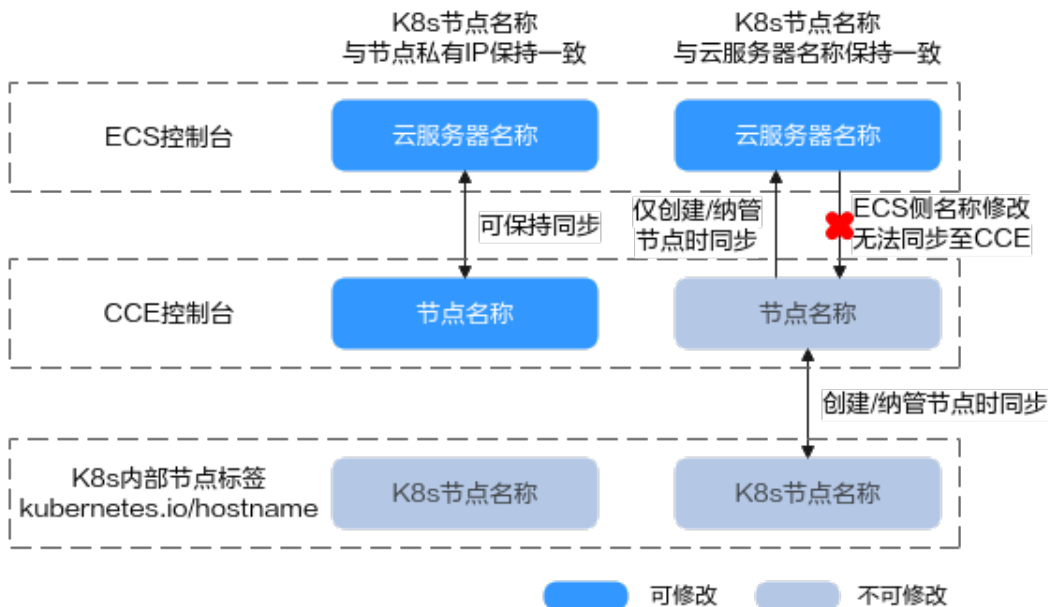 K8s节点名称
与节点私有IP保持一致
K8s节点名称
与云服务器名称保持一致
ECS控制台
云服务器名称
云服务器名称
可保持同步
仅创建/纳管
节点时同步
ECS侧名称修改
无法同步至CCE
CCE控制台
节点名称
节点名称
创建/纳管节点时同步
K8s内部节点标签
kubernetes.io/hostname
K8s节点名称
K8s节点名称
可修改
不可修改